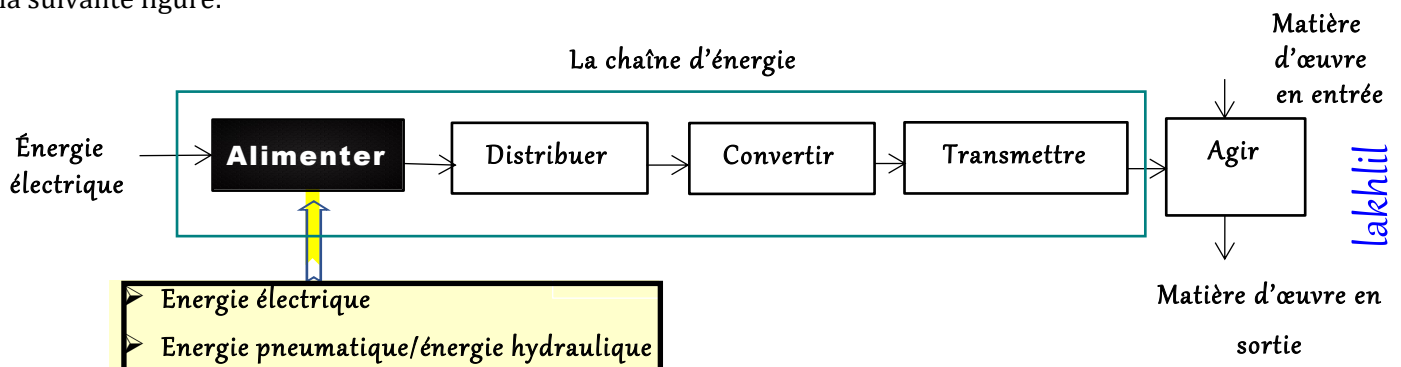 la suivante figure.
Matière
d'œuvre
en entrée
La chaîne d'énergie
Énergie
électrique
Alimenter
Distribuer
Convertir
Transmettre
Agir
lakhlil
Energie électrique
Energie pneumatique/énergie hydraulique
Matière d'œuvre en
sortie